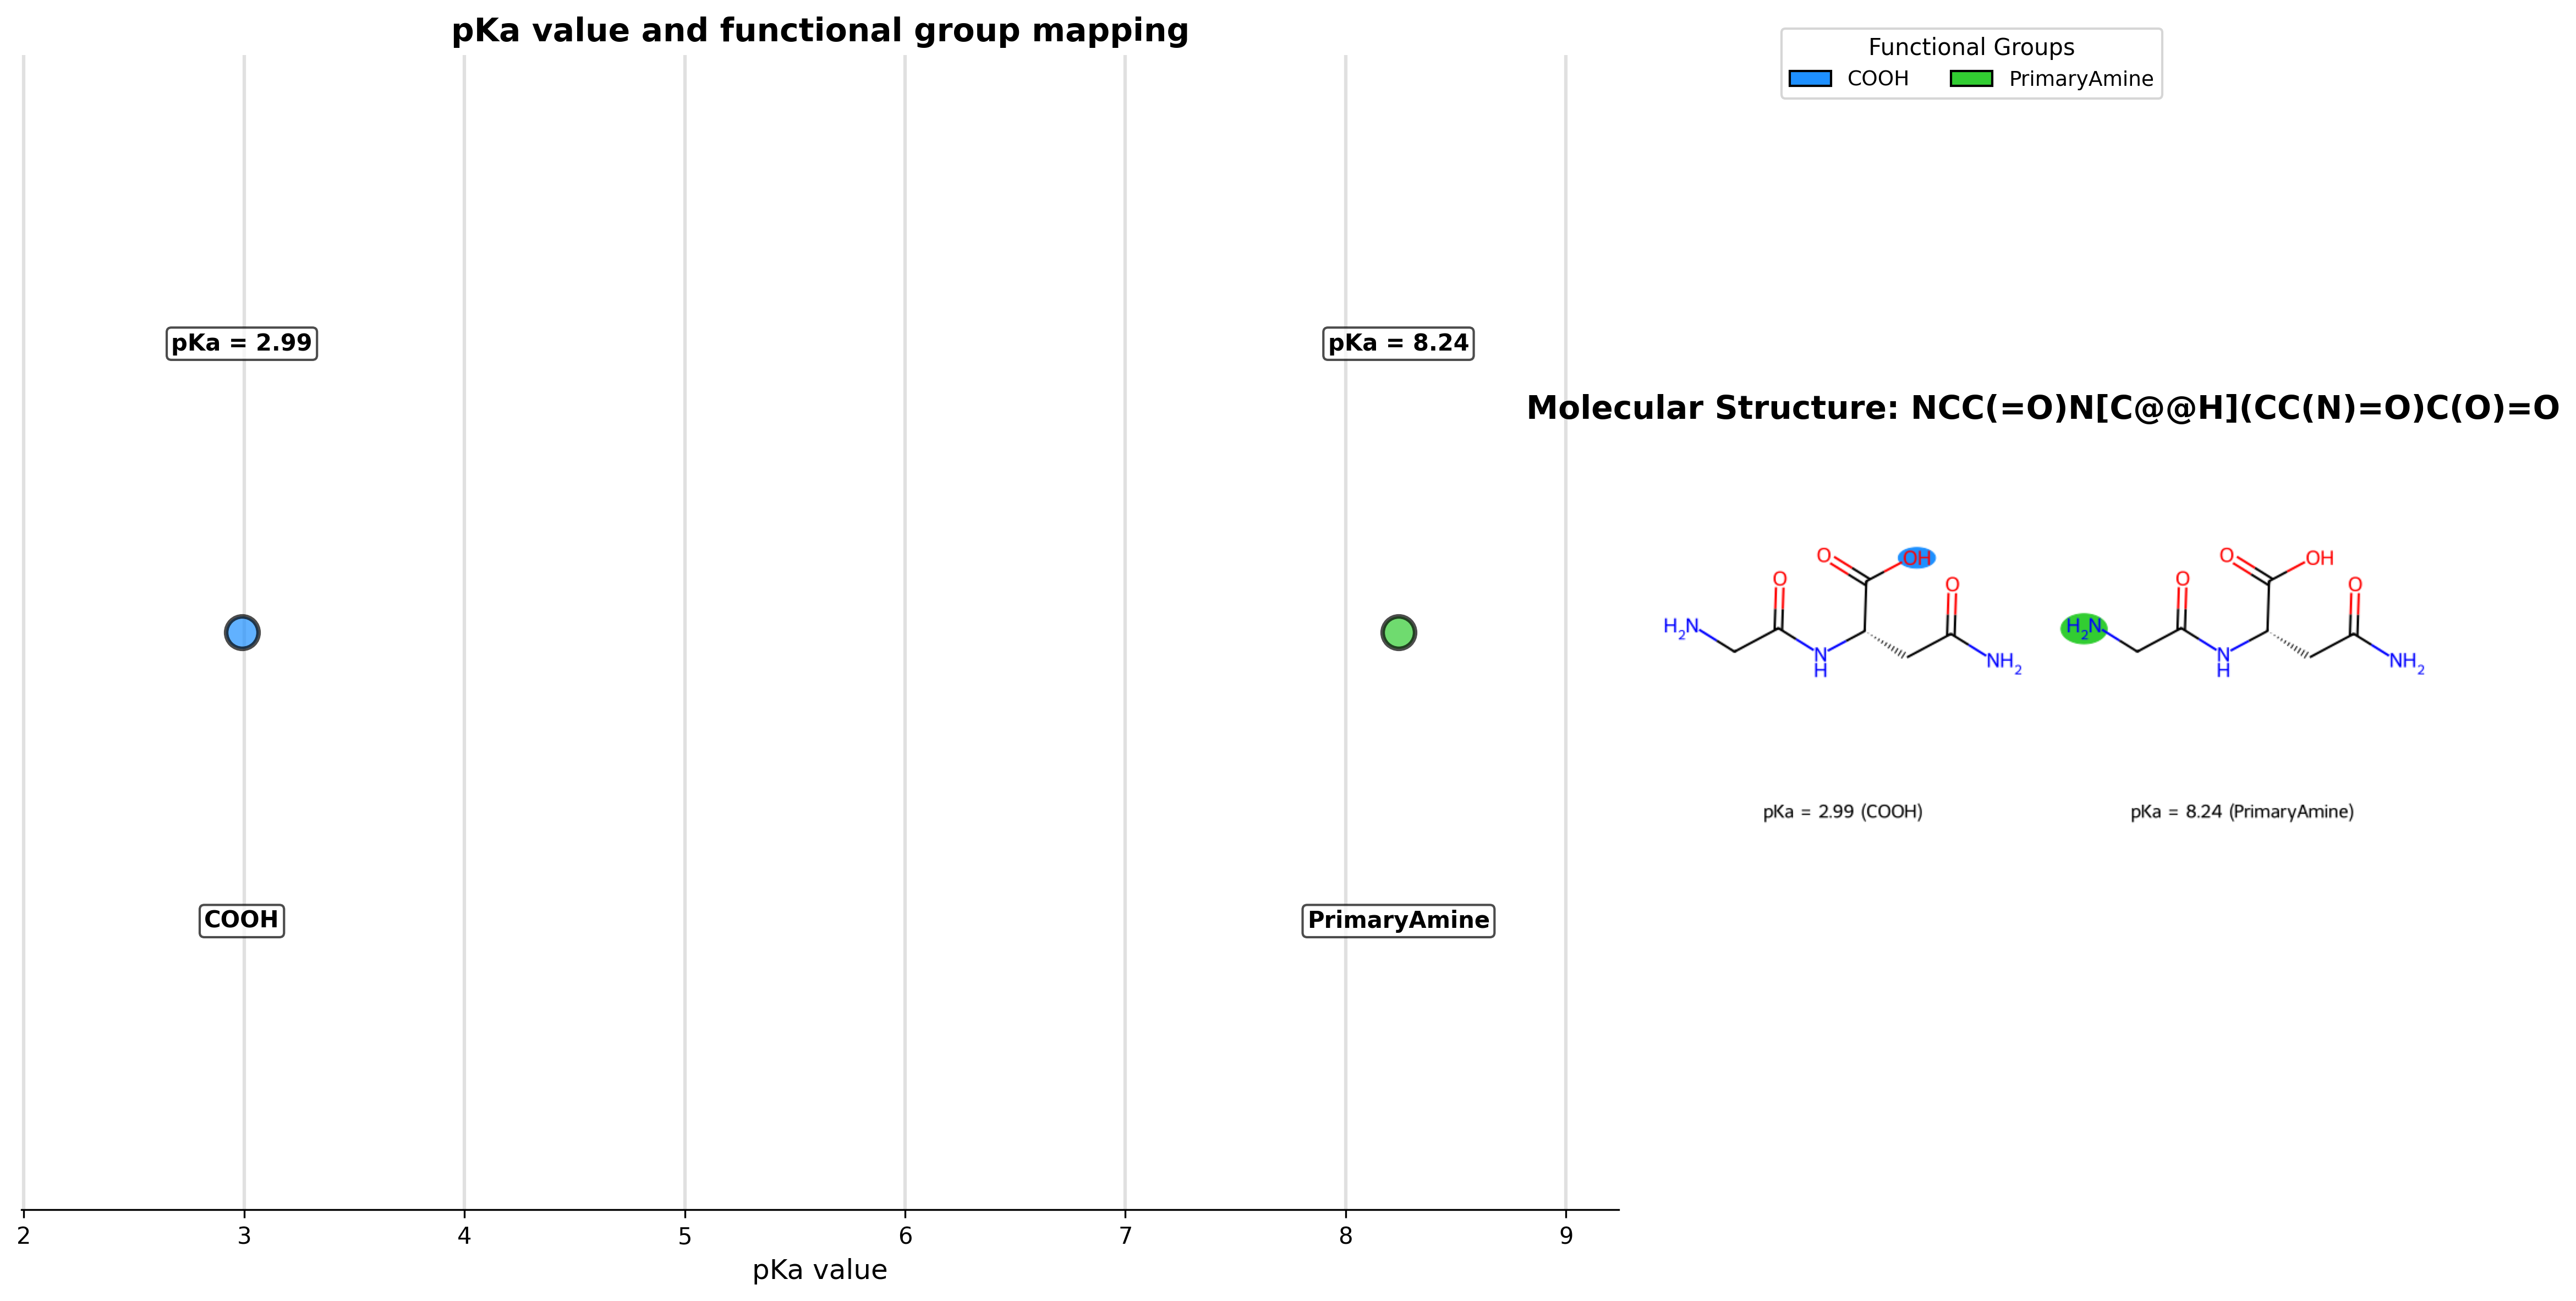 pKa value and functional group mapping
Functional Groups
COOH PrimaryAmine
pKa = 2.99 pKa = 8.24
Molecular Structure: NCC(=O)N[C@@H](CC(N)=O)C(O)=O
O OH O O
H2N N H NH2
O OH O O
H2N N H NH2
pKa = 2.99 (COOH) pKa = 8.24 (PrimaryAmine)
COOH PrimaryAmine
2 3 4 5 6 7 8 9
pKa value